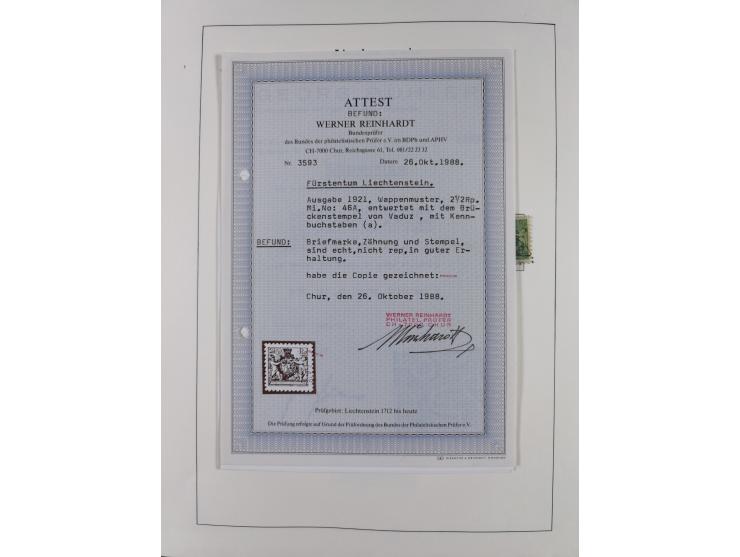 ATTEST
BEFUND:
WERNER REINHARDT
Bundesprüfer
des Bundes der philatelistischen Prüfer e.V. im BDPh und APHV
CH-7000 Chur, Reichsgasse 61, Tel. 081/22 22 32
Nr. 3593 Datum 26.Okt.1988.
Fürstentum Liechtenstein.
Ausgabe 1921, Wappenmuster, 2½Rp.
Mi.No: 46A, entwertet mit dem Brü-
ckenstempel von Vaduz , mit Kenn-
buchstaben (a).
BEFUND: Briefmarke,Zähnung und Stempel,
sind echt,nicht rep,in guter Er-
haltung.
habe die Copie gezeichnet:
Chur, den 26. Oktober 1988.
WERNER REINHARDT
PHILATEL. PRÜFER
CHUR
Prüfgebiet: Liechtenstein 1712 bis heute
Die Prüfung erfolgte auf Grund der Prüfordnung des Bundes der Philatelistischen Prüfer e.V.